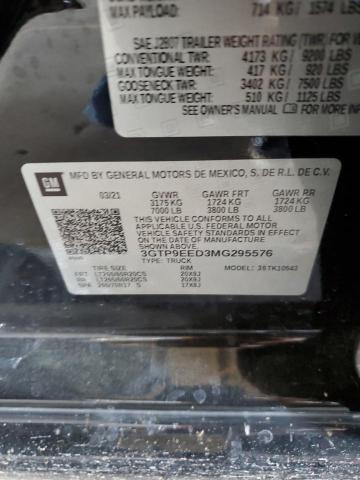 MAX PAYLOAD: 714 KG / 1574 LBS
SAE J2807 TRAILER WEIGHT RATING (TWR) FOR
CONVENTIONAL TWR: 4173 KG / 9200 LBS
MAX TONGUE WEIGHT: 417 KG / 920 LBS
GOOSENECK TWR: 3402 KG / 7500 LBS
MAX TONGUE WEIGHT: 510 KG / 1125 LBS
SEE OWNER'S MANUAL
GM
MFD BY GENERAL MOTORS DE MEXICO, S. DE R.L. DE C.V.
03/21 GVWR GAWR FRT GAWR RR
3175 KG 1724 KG 1724 KG
7000 LB 3800 LB 3800 LB
THIS VEHICLE CONFORMS TO ALL
APPLICABLE U.S. FEDERAL MOTOR
VEHICLE SAFETY AND THEFT PREVENTION
STANDARDS IN EFFECT ON THE DATE
OF MANUFACTURE SHOWN ABOVE.
3GTP9EED3MG295576
TYPE: TRUCK
TIRE SIZE RIM
FRT 20X9J
20X9J
17X8J